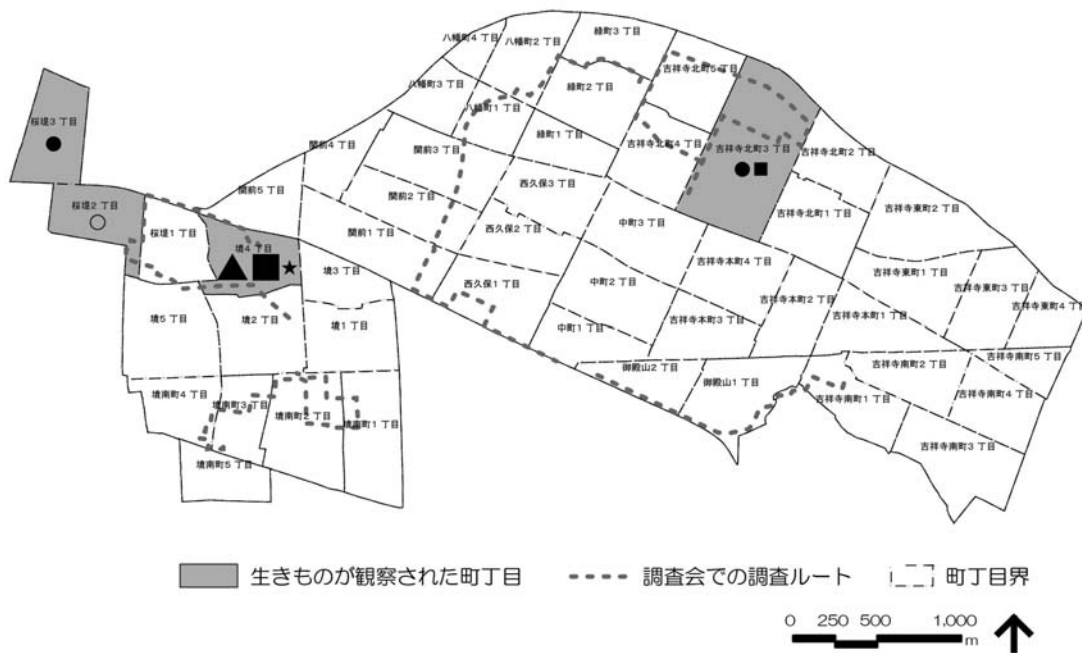 八幡町4 丁目
八幡町2 丁目
緑町3 丁目
吉祥寺北町5 丁目
八幡町3 丁目
緑町2 丁目
八幡町1 丁目
桜堤3 丁目
緑町1 丁目
吉祥寺北町4 丁目
吉祥寺北町3 丁目
吉祥寺北町2 丁目
関前4 丁目
関前3 丁目
西久保3 丁目
関前5 丁目
関前2 丁目
桜堤2 丁目
桜堤1 丁目
関前1 丁目
西久保2 丁目
中町3 丁目
吉祥寺北町1 丁目
吉祥寺東町2 丁目
境4 丁目
境3 丁目
西久保1 丁目
中町2 丁目
吉祥寺本町4 丁目
吉祥寺東町1 丁目
吉祥寺東町3 丁目
吉祥寺東町4 丁目
境5 丁目
境2 丁目
境1 丁目
中町1 丁目
吉祥寺本町3 丁目
吉祥寺本町2 丁目
吉祥寺本町1 丁目
御殿山2 丁目
御殿山1 丁目
吉祥寺南町2 丁目
吉祥寺南町5 丁目
境南町4 丁目
境南町3 丁目
境南町2 丁目
境南町1 丁目
吉祥寺南町1 丁目
吉祥寺南町4 丁目
吉祥寺南町3 丁目
境南町5 丁目
生きものが観察された町丁目
調査会での調査ルート
町丁目界
0 250 500 1,000
m